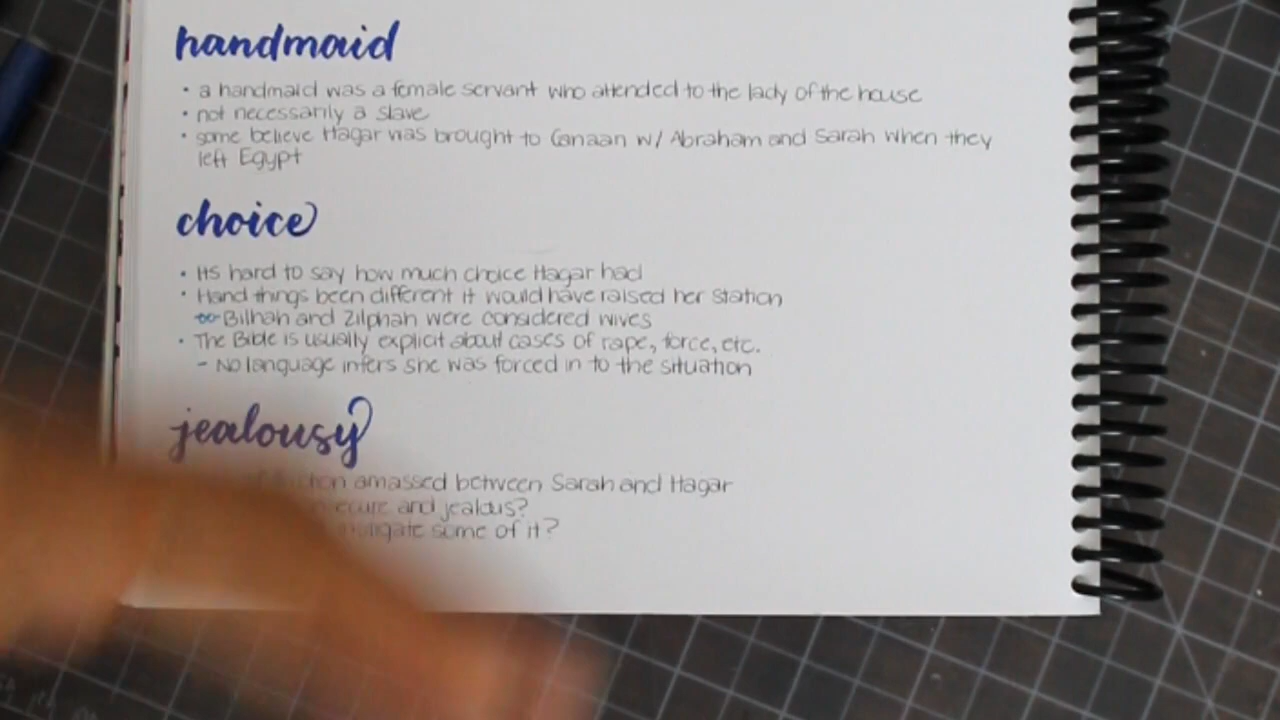 handmaid
• a handmaid was a female servant who attended to the lady of the house
• not necessarily a slave
• some believe Hagar was brought to Canaan w/ Abraham and Sarah when they
left Egypt
choice
• Its hard to say how much choice Hagar had
• Hand things been different it would have raised her station
Bilhah and Zilphah were considered wives
• The Bible is usually explicit about cases of rape, force, etc.
- No language infers she was forced in to the situation
jealousy
amassed between Sarah and Hagar
and jealous?
some of it?